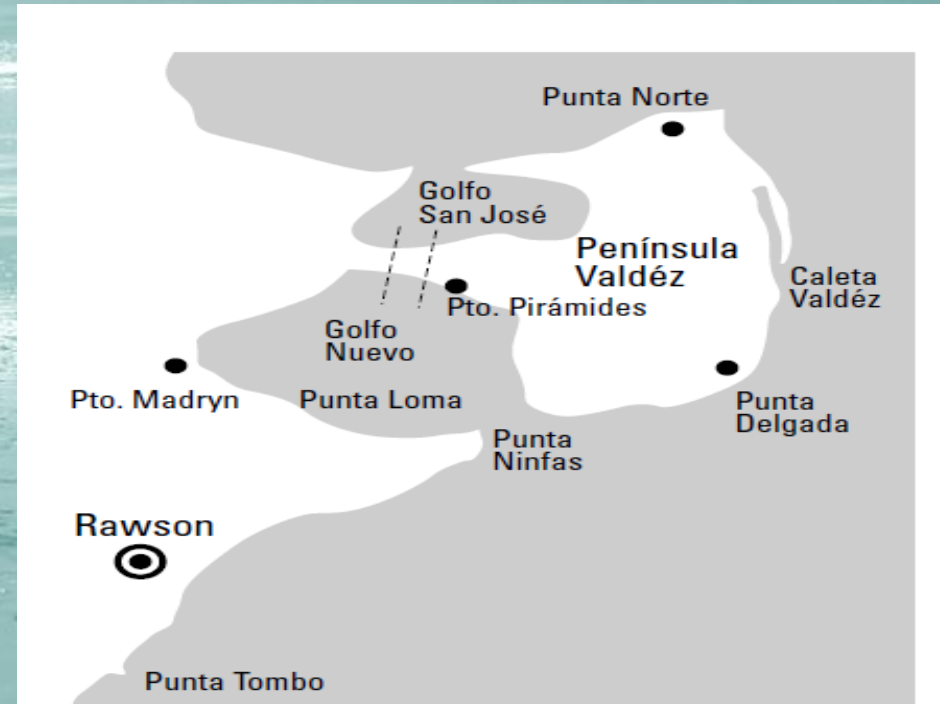 Punta Norte
Golfo
San José
Península
Valdéz
Caleta
Valdéz
Pto. Pirámides
Golfo
Nuevo
Pto. Madryn
Punta Loma
Punta
Delgada
Punta
Ninfas
Rawson
Punta Tombo